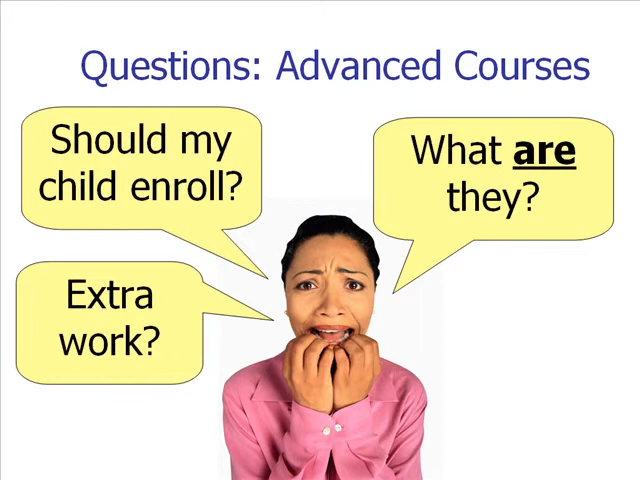 Questions: Advanced Courses
Should my
child enroll?
What are
they?
Extra
work?